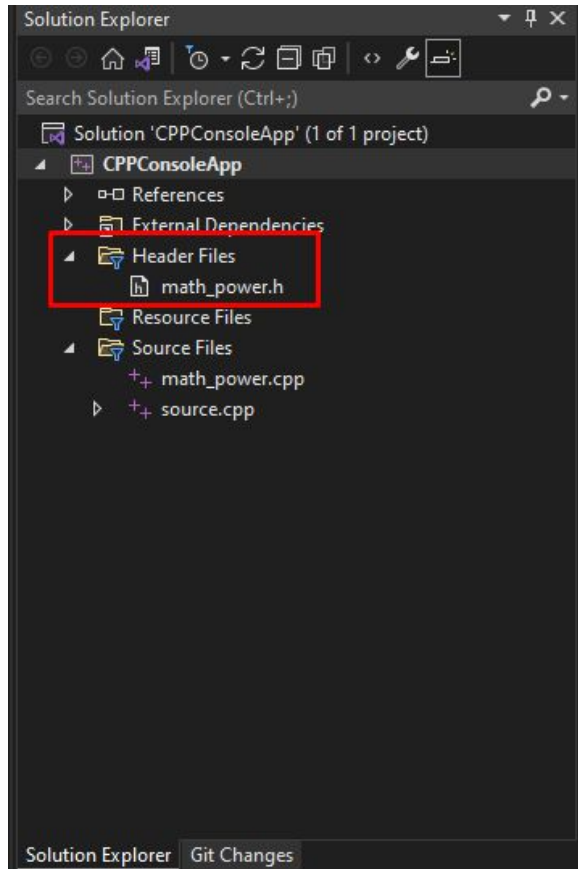 Solution Explorer
Search Solution Explorer (Ctrl+;)
Solution 'CPPConsoleApp' (1 of 1 project)
CPPConsoleApp
References
External Dependencies
Header Files
math_power.h
Resource Files
Source Files
math_power.cpp
source.cpp
Solution Explorer Git Changes